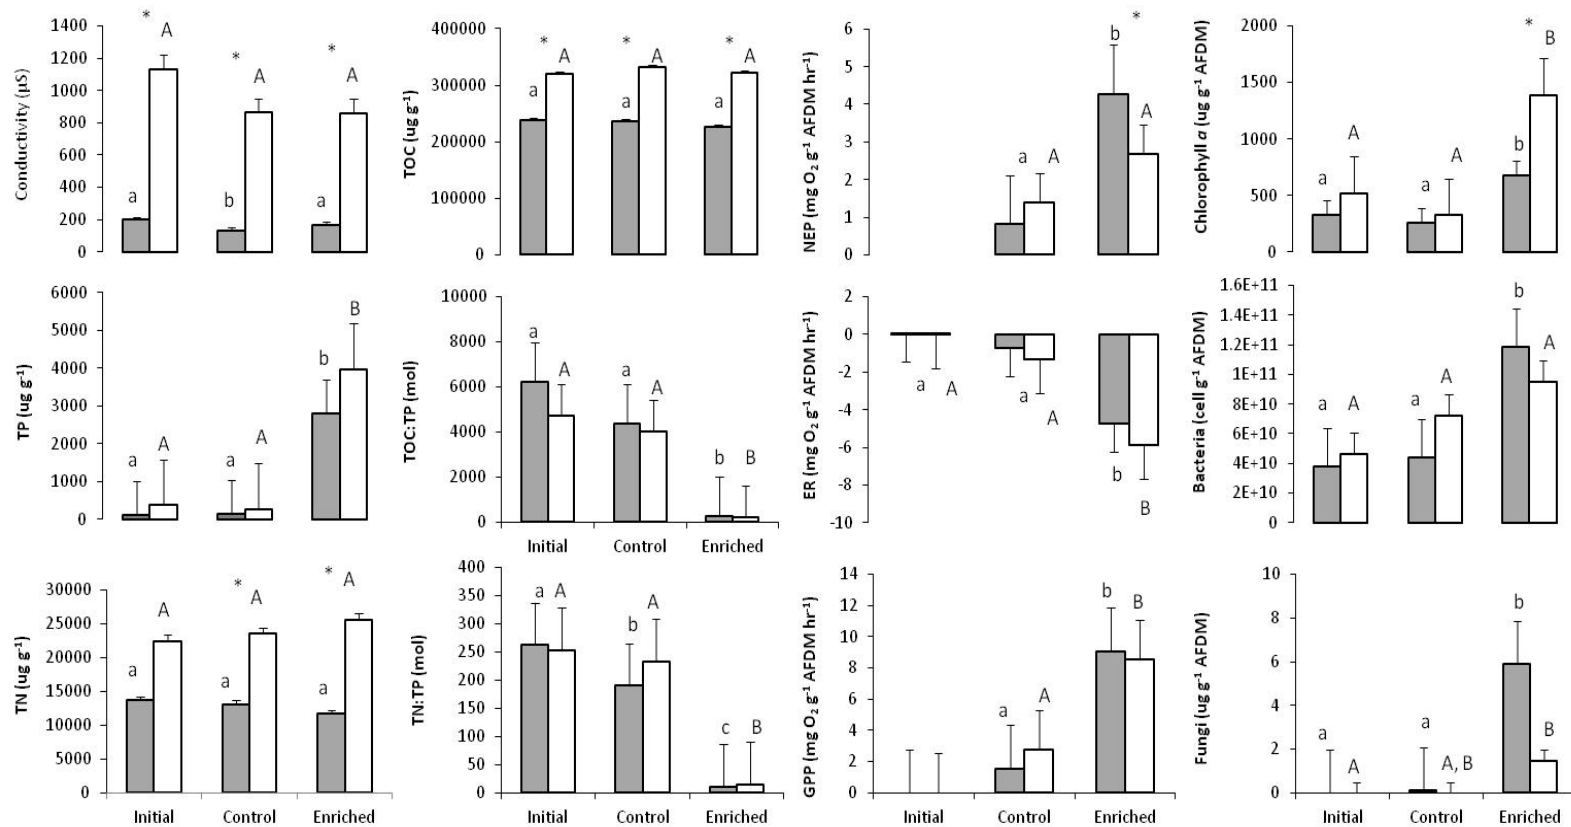 Conductivity (µS)
1400
1200
1000
800
600
400
200
0
* A
a
* A
b
* A
a
TOC (ug g⁻¹)
400000
300000
200000
100000
0
* A
a
* A
a
* A
a
NEP (mg O₂ g⁻¹ AFDM hr⁻¹)
6
5
4
3
2
1
0
a A
b *
A
Chlorophyll a (ug g⁻¹ AFDM)
2000
1500
1000
500
0
a A
a A
* B
b
TP (ug g⁻¹)
6000
5000
4000
3000
2000
1000
0
a A
a A
b B
TOC:TP (mol)
10000
8000
6000
4000
2000
0
a A
a A
b B
Initial Control Enriched
ER (mg O₂ g⁻¹ AFDM hr⁻¹)
2
0
-2
-4
-6
-8
-10
a A
a A
b B
Bacteria (cell g⁻¹ AFDM)
1.6E+11
1.4E+11
1.2E+11
1E+11
8E+10
6E+10
4E+10
2E+10
0
a A
a A
b A
TN (ug g⁻¹)
30000
25000
20000
15000
10000
5000
0
A
a
* A
a
* A
a
Initial Control Enriched
TN:TP (mol)
400
350
300
250
200
150
100
50
0
a A
b A
c B
Initial Control Enriched
GPP (mg O₂ g⁻¹ AFDM hr⁻¹)
14
12
10
8
6
4
2
0
a A
b B
Initial Control Enriched
Fungi (ug g⁻¹ AFDM)
10
8
6
4
2
0
a A
a A, B
b B
Initial Control Enriched